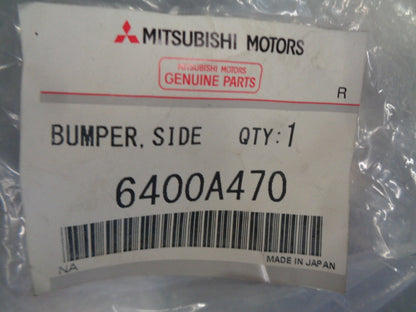 MITSUBISHI MOTORS
MITSUBISHI MOTORS
GENUINE PARTS
R
BUMPER, SIDE QTY:1
6400A470
NA
MADE IN JAPAN